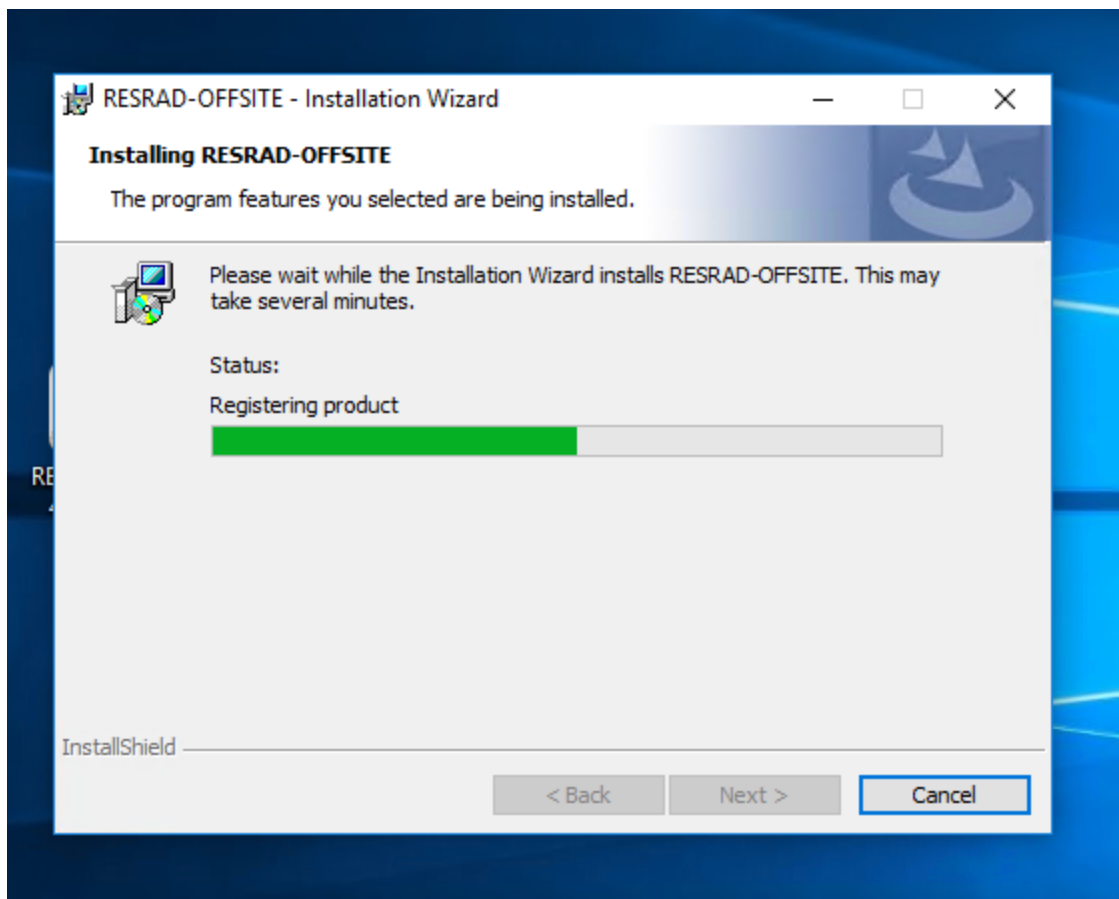 RESRAD-OFFSITE - Installation Wizard
Installing RESRAD-OFFSITE
The program features you selected are being installed.
Please wait while the Installation Wizard installs RESRAD-OFFSITE. This may
take several minutes.
Status:
Registering product
RE
InstallShield
< Back
Next >
Cancel